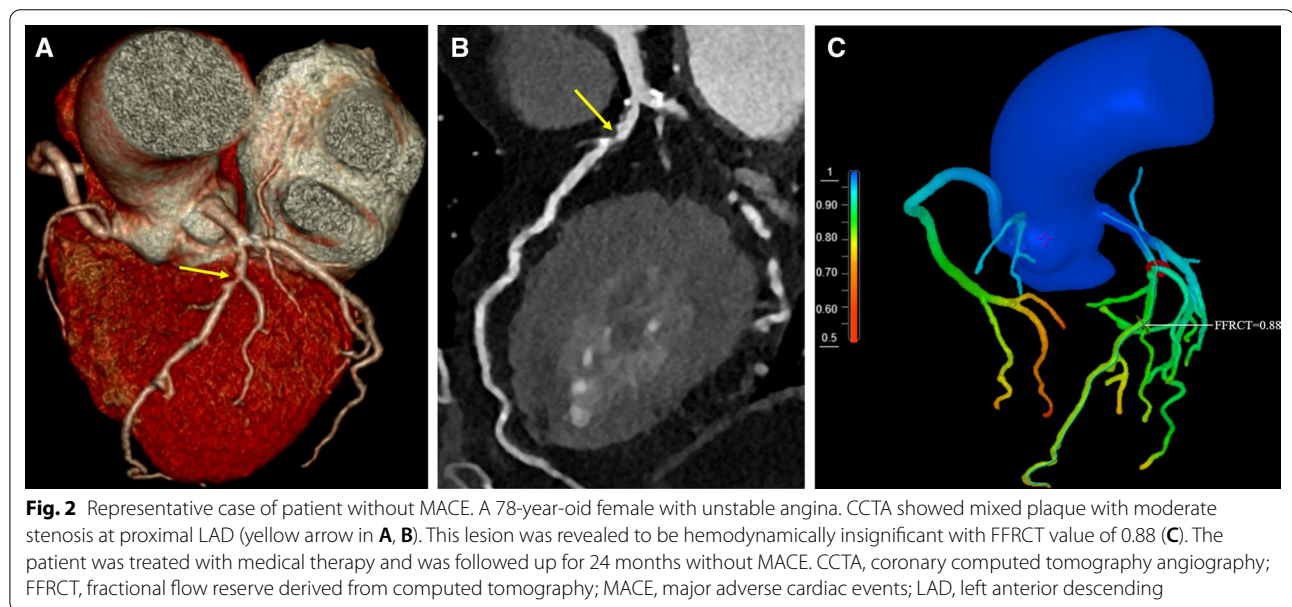 A
B
C
1
0.90
0.80
0.70
0.60
0.5
FFRCT=0.88
Fig. 2 Representative case of patient without MACE. A 78-year-oid female with unstable angina. CCTA showed mixed plaque with moderate
stenosis at proximal LAD (yellow arrow in A, B). This lesion was revealed to be hemodynamically insignificant with FFRCT value of 0.88 (C). The
patient was treated with medical therapy and was followed up for 24 months without MACE. CCTA, coronary computed tomography angiography;
FFRCT, fractional flow reserve derived from computed tomography; MACE, major adverse cardiac events; LAD, left anterior descending